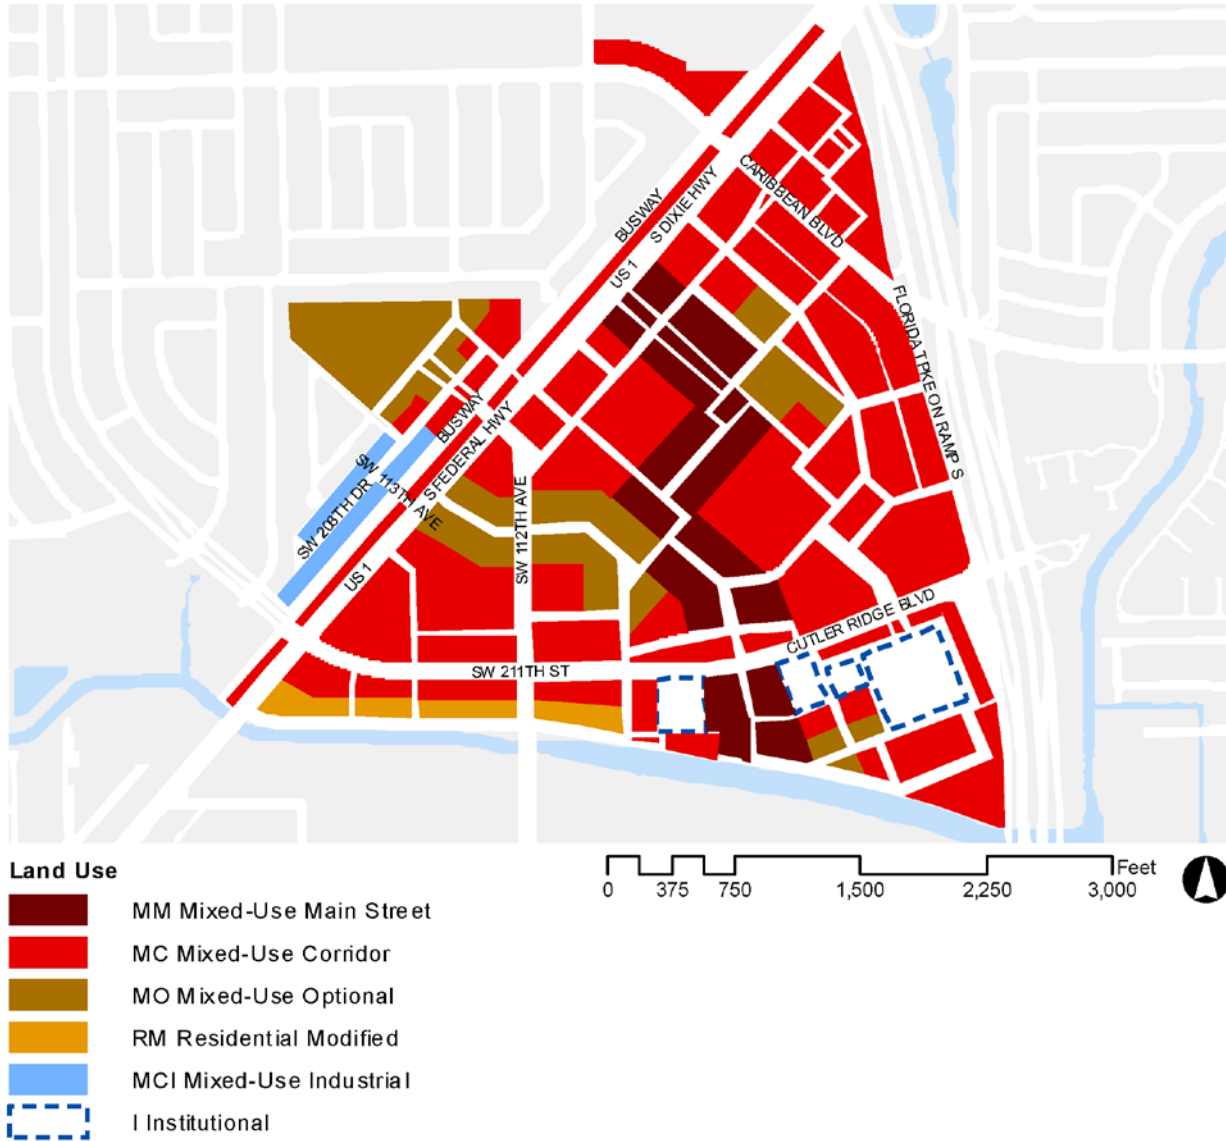 CARIBBEAN BLVD
BUSWAY
S DIXIE HWY
US 1
FLORIDA TPKE ON RAMP S
BUSWAY
S FEDERAL HWY
SW 113TH AVE
SW 208TH DR
SW 112TH AVE
US 1
CUTLER RIDGE BLVD
SW 211TH ST
Land Use
MM Mixed-Use Main Street
MC Mixed-Use Corridor
MO Mixed-Use Optional
RM Residential Modified
MCI Mixed-Use Industrial
I Institutional
Feet
0 375 750 1,500 2,250 3,000